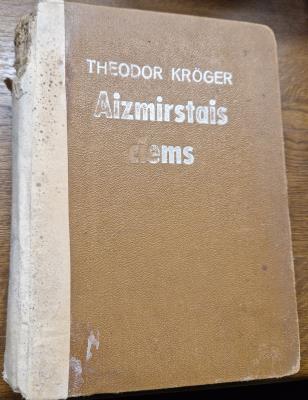 THEODOR KRÖGER
Aizmirstais
ciems